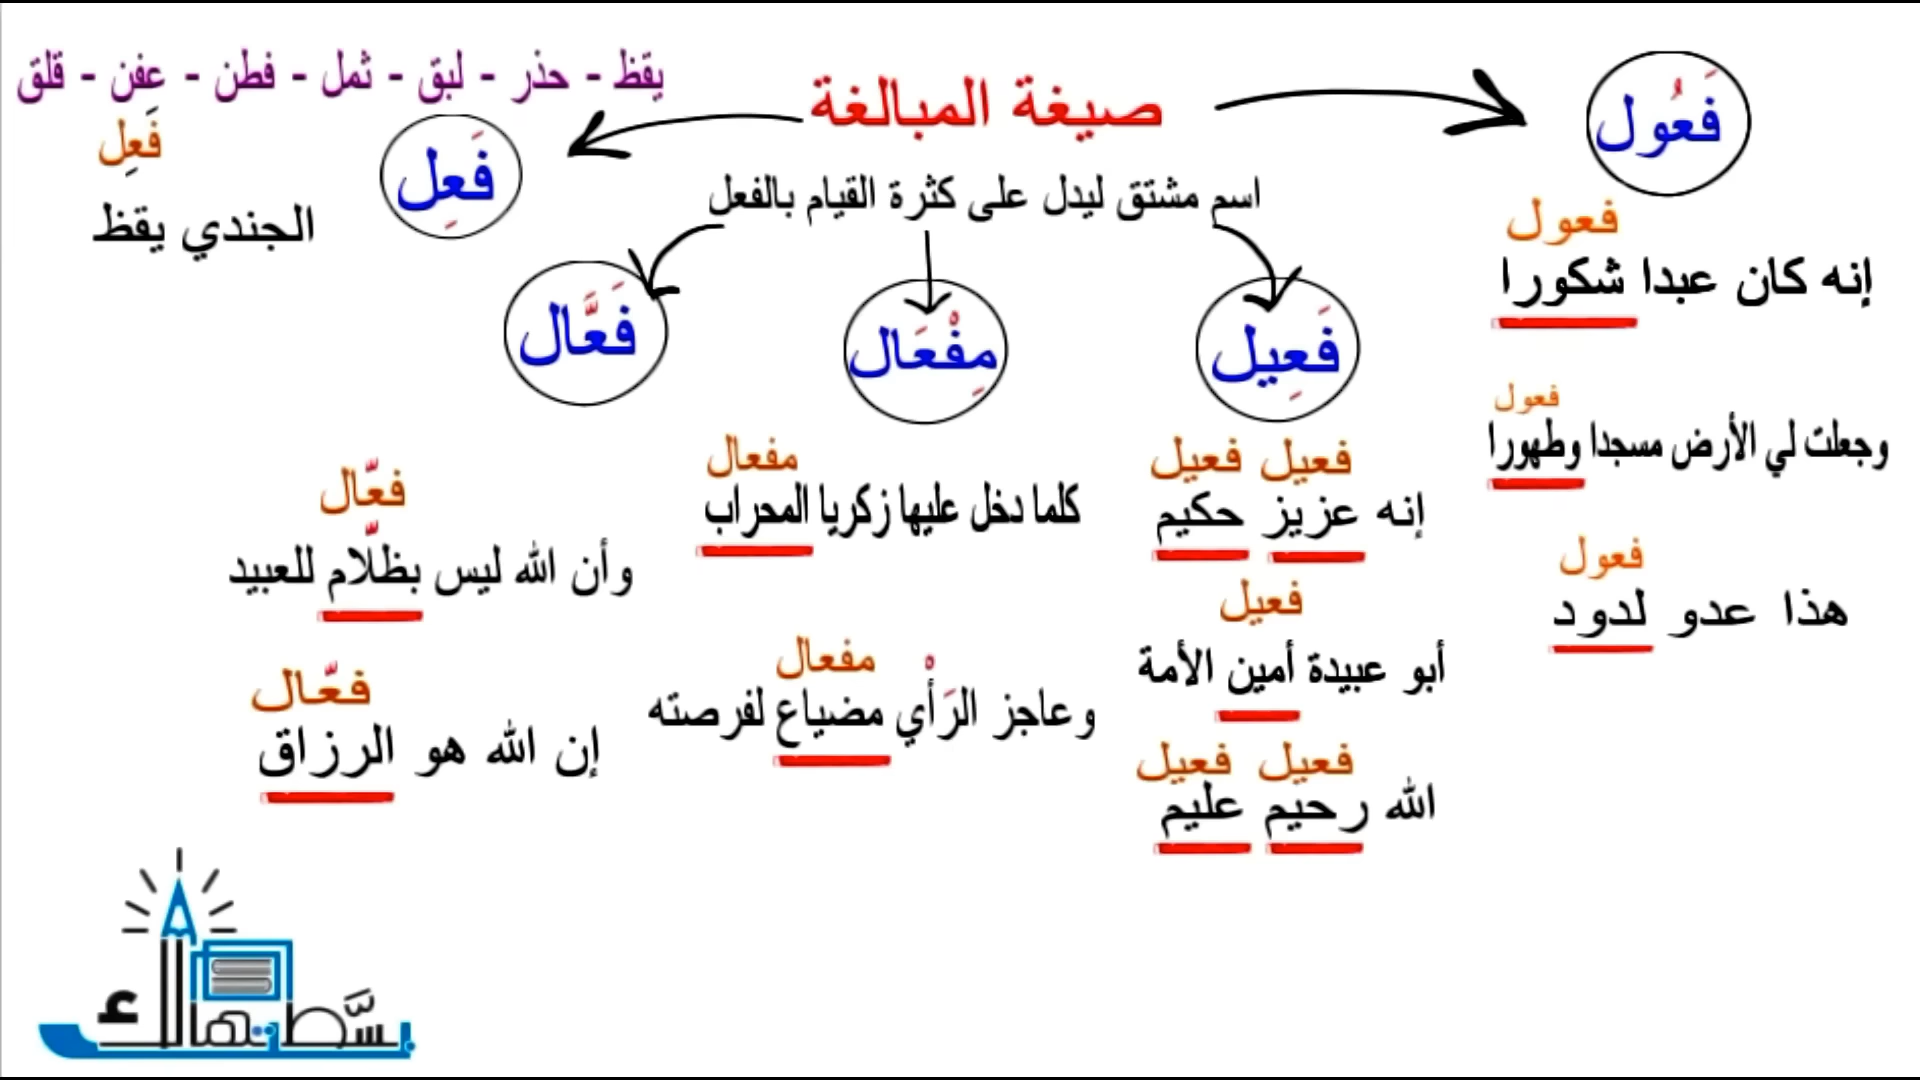 صيغة المبالغة
اسم مشتق ليدل على كثرة القيام بالفعل
فَعُول
فعول
إنه كان عبدا شكورا
فعول
وجعلت لي الأرض مسجدا وطهورا
فعول
هذا عدو لدود
فَعِيل
فعيل فعيل
إنه عزيز حكيم
فعيل
أبو عبيدة أمين الأمة
فعيل فعيل
الله رحيم عليم
مِفْعَال
مفعال
كلما دخل عليها زكريا المحراب
مفعال
وعاجز الرَأْي مضياع لفرصته
فَعَّال
فعّال
وأن الله ليس بظلّام للعبيد
فعّال
إن الله هو الرزاق
يقظ - حذر - لبق - ثمل - فطن - عفن - قلق
فَعِل
فَعِل
الجندي يقظ
بسَّطتهالك